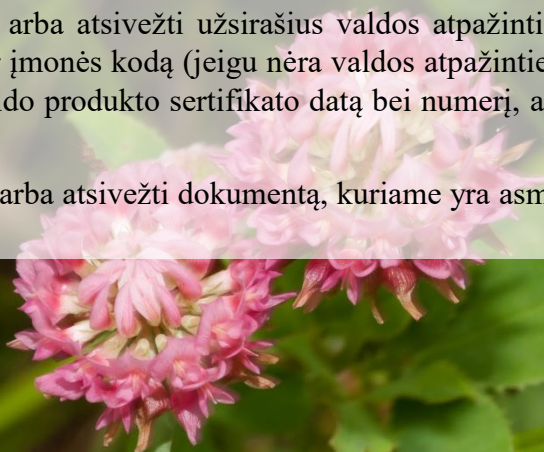 arba atsivežti užsirašius valdos atpažinti
įmonės kodą (jeigu nėra valdos atpažintie
do produkto sertifikato datą bei numerį, a
arba atsivežti dokumentą, kuriame yra asm